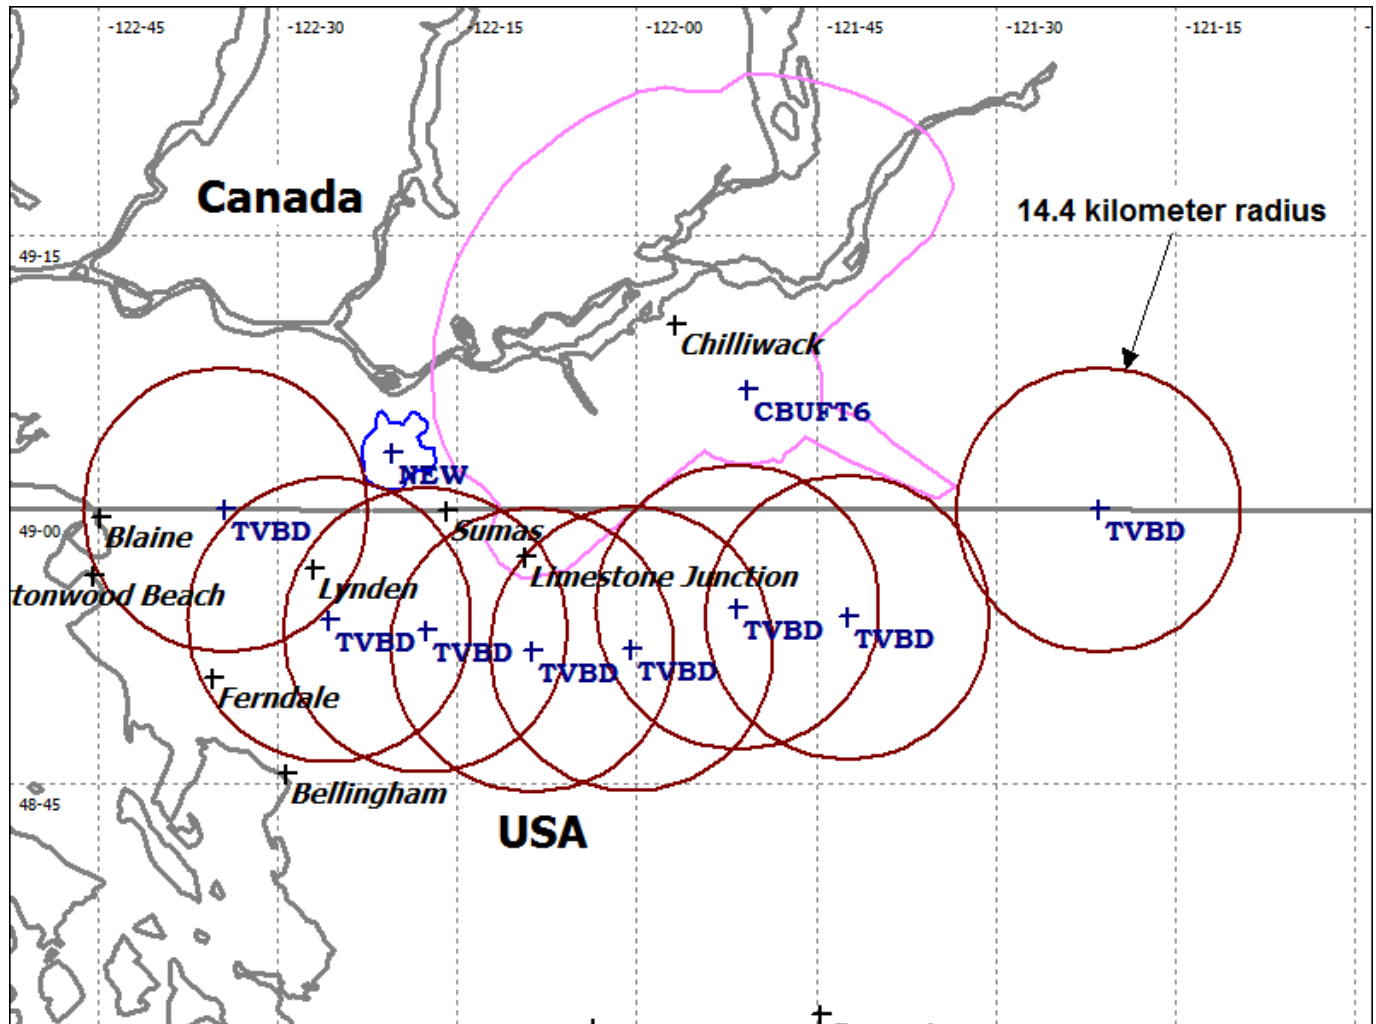 -122-45
-122-30
-122-15
-122-00
-121-45
-121-30
-121-15
Canada
14.4 kilometer radius
49-15
Chilliwack
CBUFT6
NEW
TVBD
Sumas
TVBD
49-00
Blaine
Lynden
Limestone Junction
tonwood Beach
TVBD
TVBD
TVBD
TVBD
TVBD
TVBD
Ferndale
Bellingham
48-45
USA